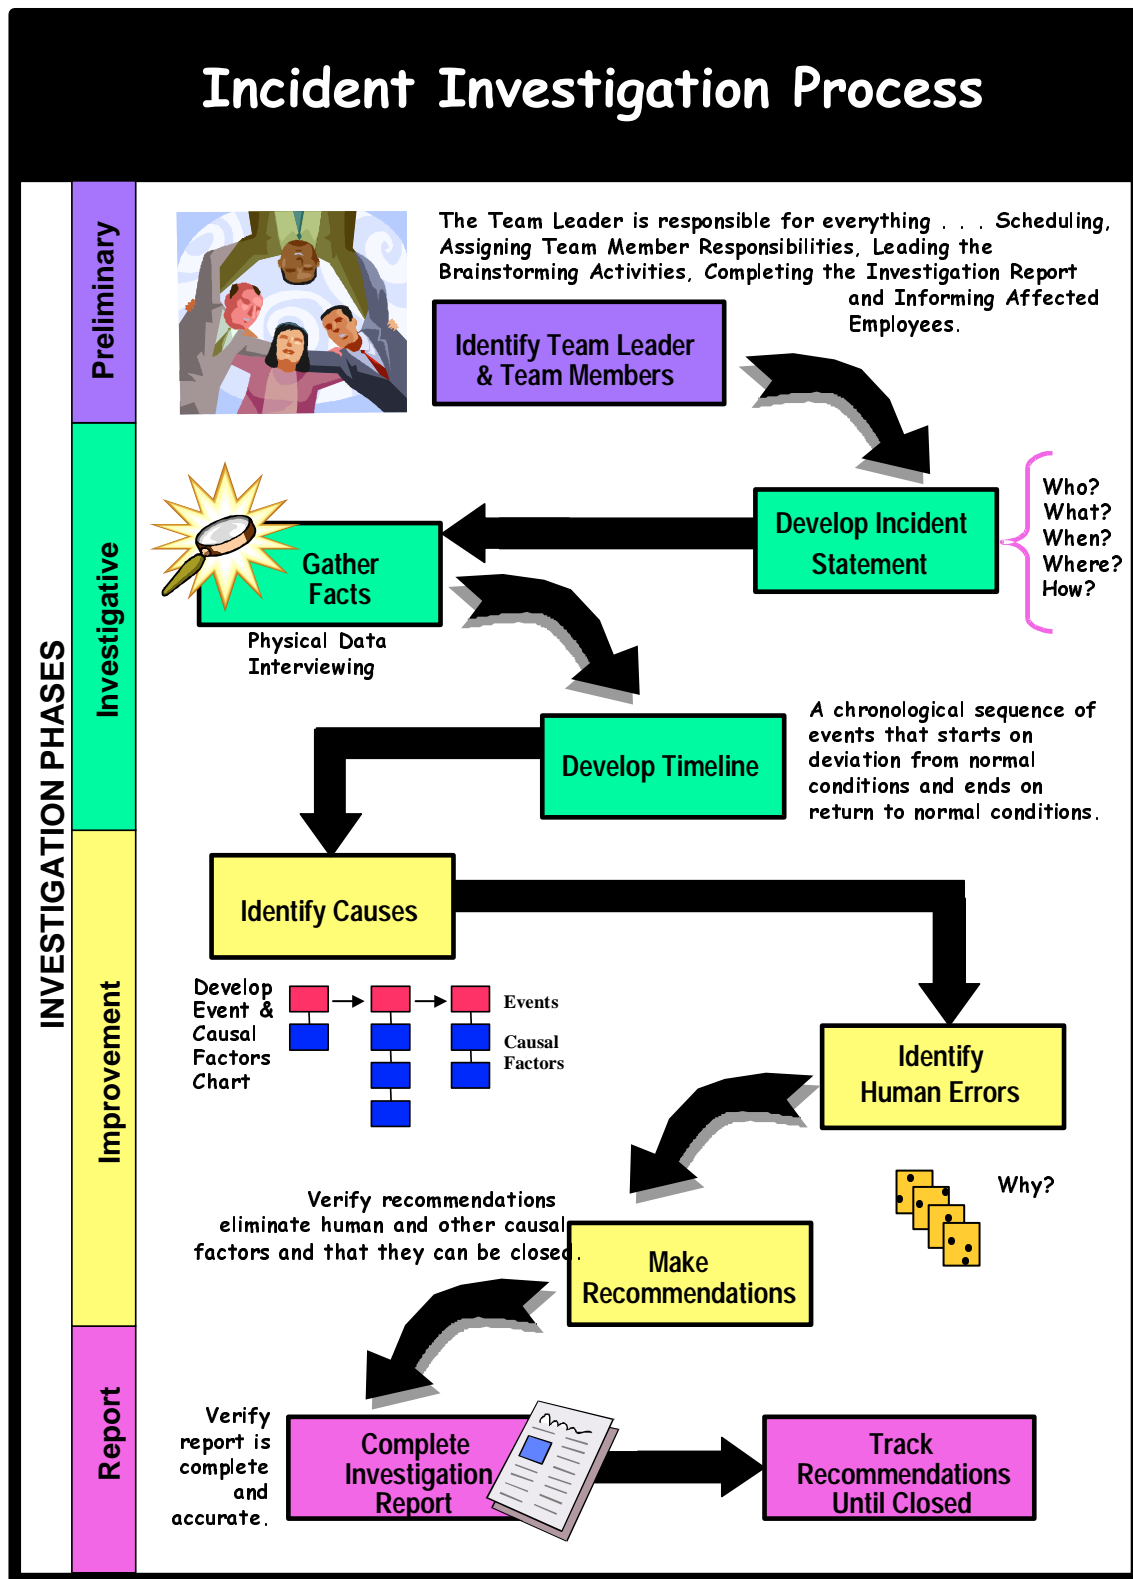 Incident Investigation Process
INVESTIGATION PHASES
Preliminary
The Team Leader is responsible for everything . . . Scheduling,
Assigning Team Member Responsibilities, Leading the
Brainstorming Activities, Completing the Investigation Report
and Informing Affected
Employees.
Identify Team Leader
& Team Members
Investigative
Develop Incident
Statement
Who?
What?
When?
Where?
How?
Gather
Facts
Physical Data
Interviewing
Develop Timeline
A chronological sequence of
events that starts on
deviation from normal
conditions and ends on
return to normal conditions.
Improvement
Identify Causes
Develop
Event &
Causal
Factors
Chart
Events
Causal
Factors
Identify
Human Errors
Why?
Verify recommendations
eliminate human and other causal
factors and that they can be closed.
Make
Recommendations
Report
Verify
report is
complete
and
accurate.
Complete
Investigation
Report
Track
Recommendations
Until Closed